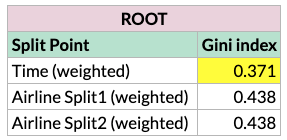 ROOT
Split Point Gini index
Time (weighted) 0.371
Airline Split1 (weighted) 0.438
Airline Split2 (weighted) 0.438